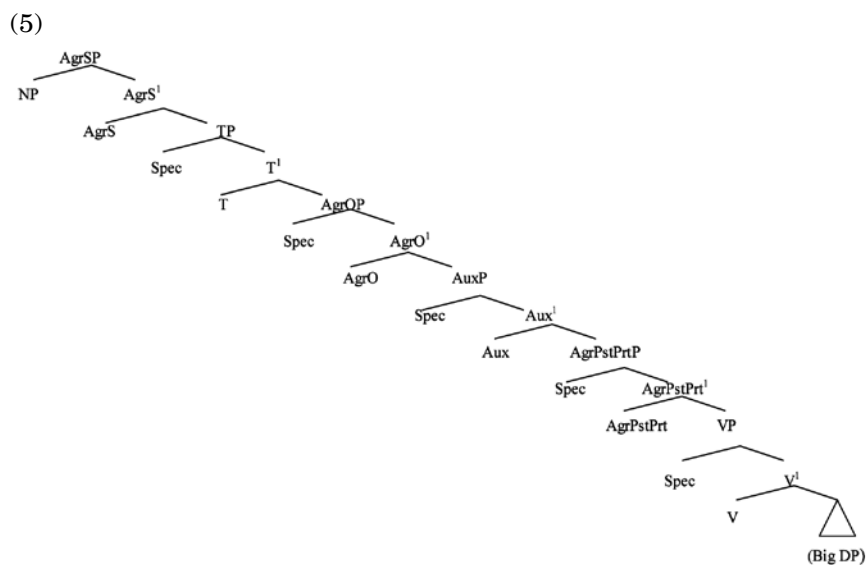 (5)
AgrSP
NP AgrS¹
AgrS TP
Spec T¹
T AgrOP
Spec AgrO¹
AgrO AuxP
Spec Aux¹
Aux AgrPstPrtP
Spec AgrPstPrt¹
AgrPstPrt VP
Spec V¹
V
(Big DP)